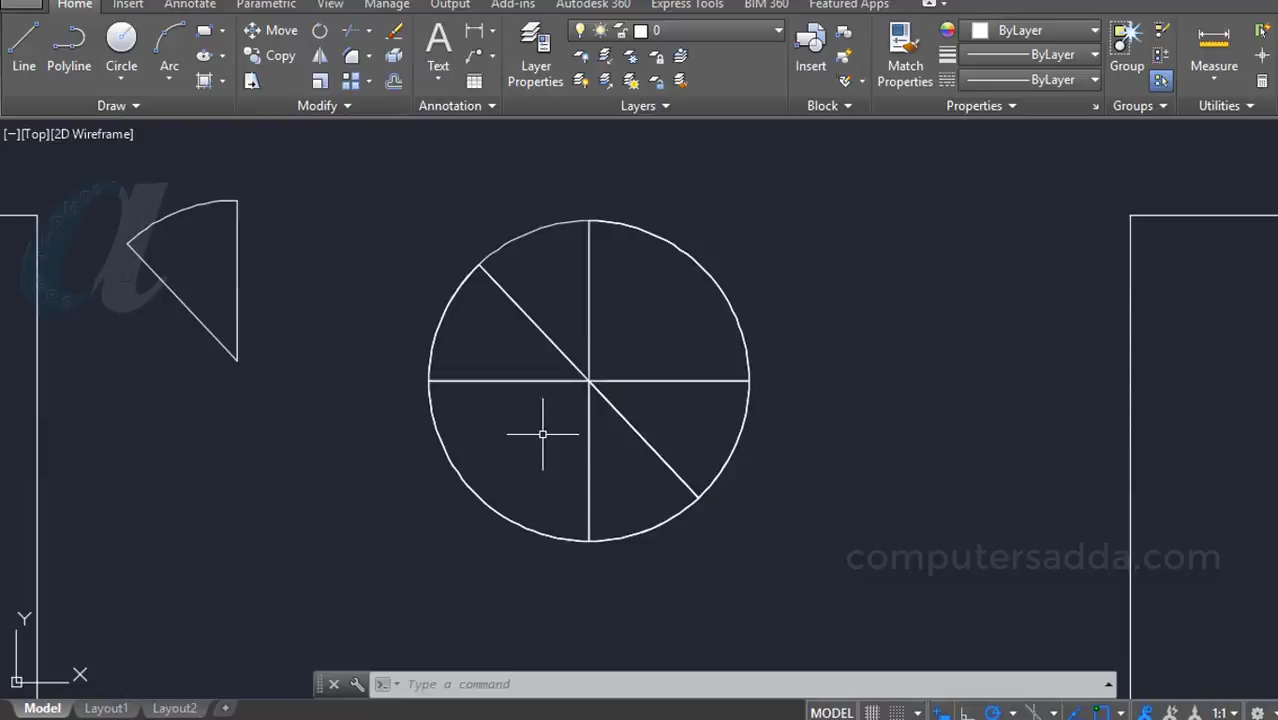 Home Insert Annotate Parametric View Manage Output Add-ins Autodesk 360 Express Tools BIM 360 Featured Apps
Move
Copy
0
ByLayer
ByLayer
ByLayer
Line Polyline Circle Arc
Text
Layer
Properties
Insert
Match
Properties
Group
Measure
Draw Modify Annotation Layers Block Properties Groups Utilities
[−][Top][2D Wireframe]
computersadda.com
Y
X
Type a command
Model Layout1 Layout2 +
MODEL 1:1